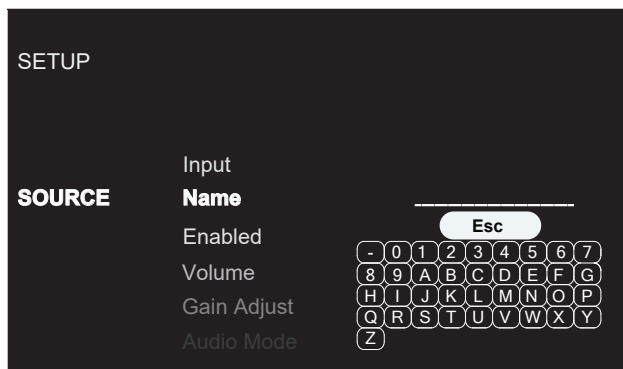 SETUP
Input
SOURCE Name ______________
Esc
Enabled
- 0 1 2 3 4 5 6 7
Volume 8 9 A B C D E F G
Gain Adjust H I J K L M N O P
Q R S T U V W X Y
Audio Mode Z